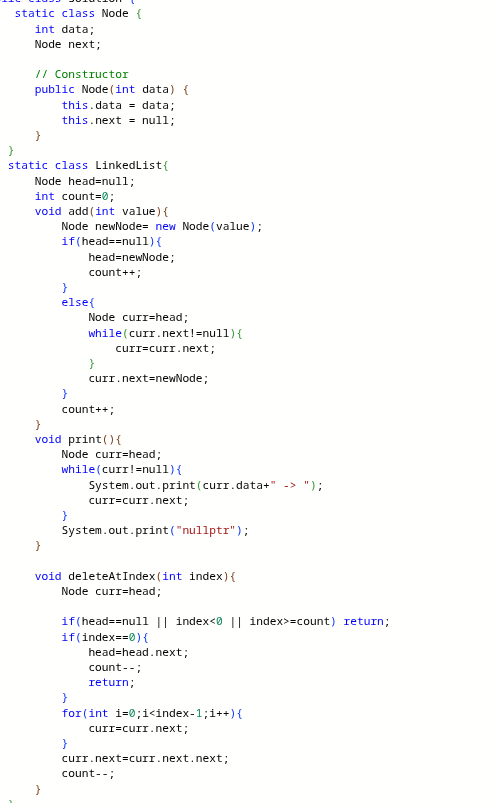 static class Node {
int data;
Node next;
// Constructor
public Node(int data) {
this.data = data;
this.next = null;
}
}
static class LinkedList{
Node head=null;
int count=0;
void add(int value){
Node newNode= new Node(value);
if(head==null){
head=newNode;
count++;
}
else{
Node curr=head;
while(curr.next!=null){
curr=curr.next;
}
curr.next=newNode;
}
count++;
}
void print(){
Node curr=head;
while(curr!=null){
System.out.print(curr.data+" -> ");
curr=curr.next;
}
System.out.print("nullptr");
}
void deleteAtIndex(int index){
Node curr=head;
if(head==null || index<0 || index>=count) return;
if(index==0){
head=head.next;
count--;
return;
}
for(int i=0;i<index-1;i++){
curr=curr.next;
}
curr.next=curr.next.next;
count--;
}
}